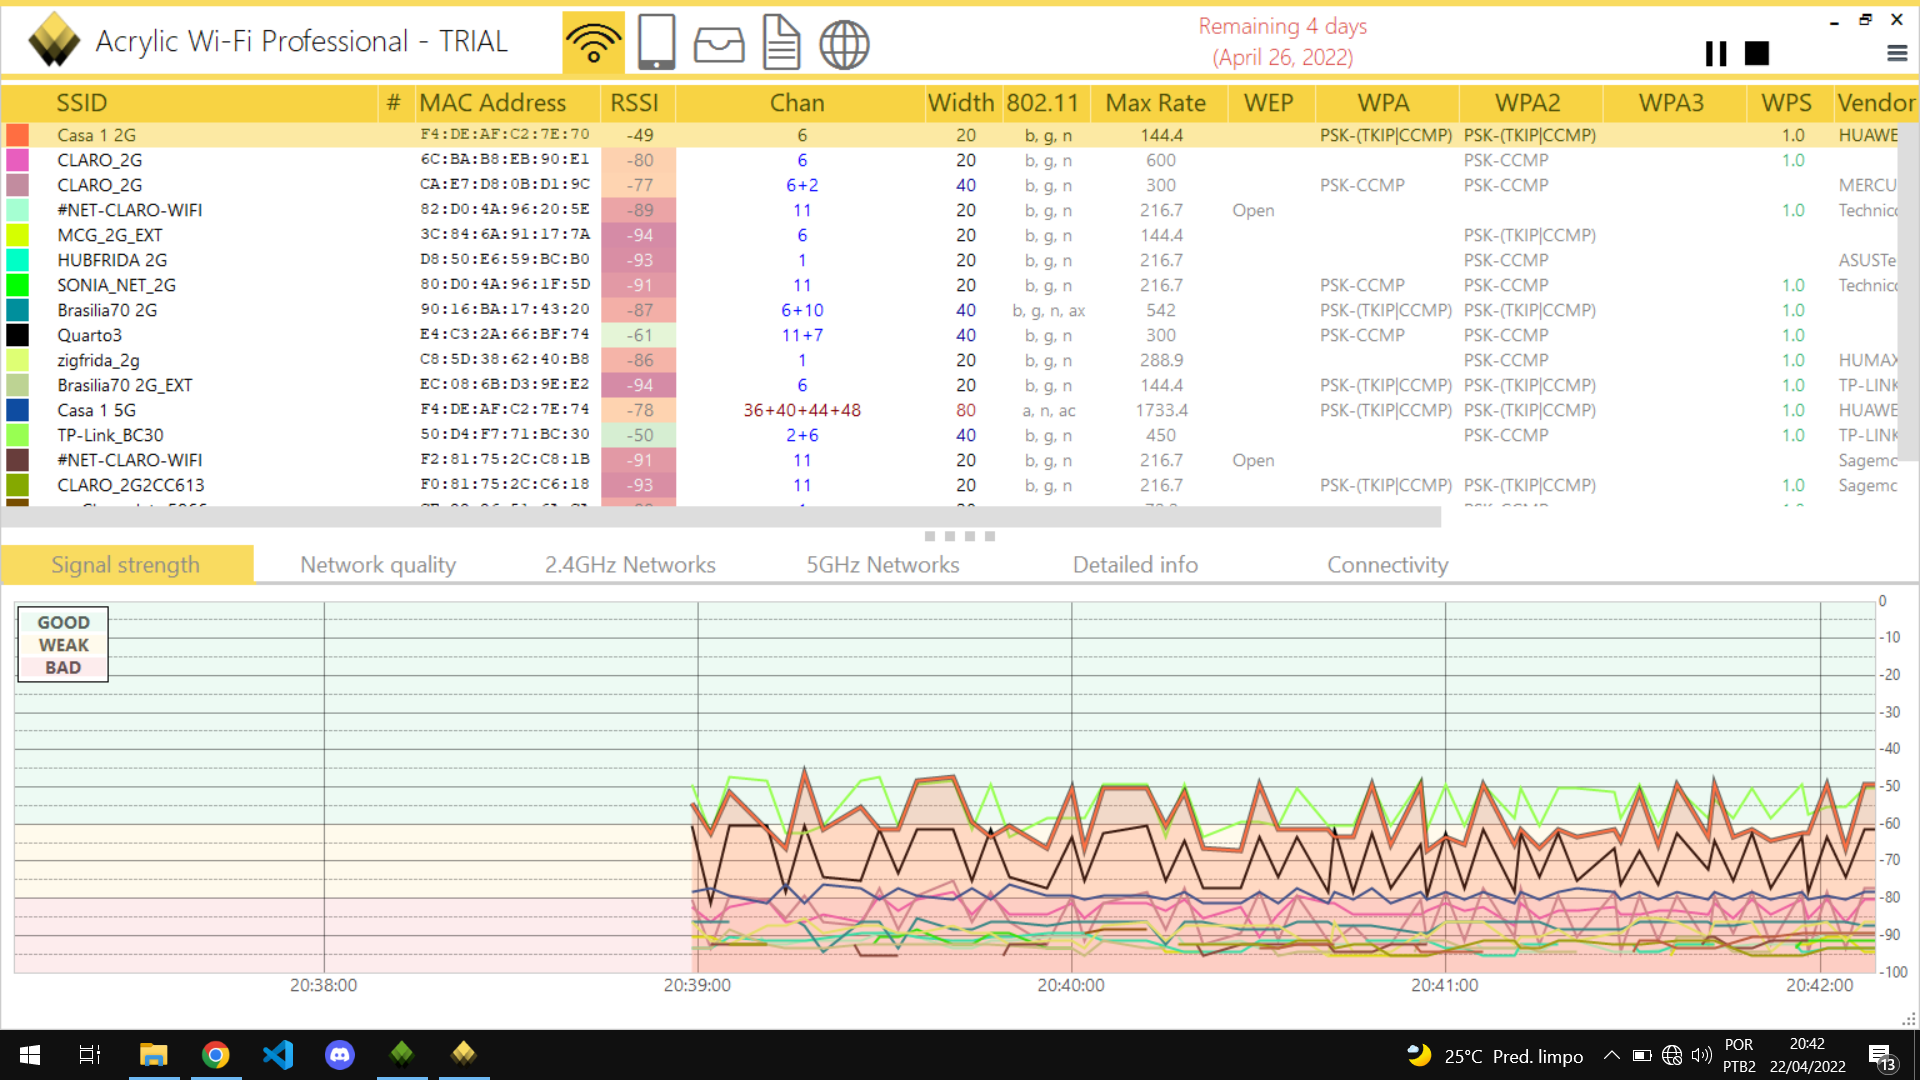 Acrylic Wi-Fi Professional - TRIAL
Remaining 4 days
(April 26, 2022)
SSID # MAC Address RSSI Chan Width 802.11 Max Rate WEP WPA WPA2 WPA3 WPS Vendor
Casa 1 2G F4:DE:AF:C2:7E:70 -49 6 20 b, g, n 144.4 PSK-(TKIP|CCMP) PSK-(TKIP|CCMP) 1.0 HUAWE
CLARO_2G 6C:BA:B8:EB:90:E1 -80 6 20 b, g, n 600 PSK-CCMP 1.0
CLARO_2G CA:E7:D8:0B:D1:9C -77 6+2 40 b, g, n 300 PSK-CCMP PSK-CCMP MERCU
#NET-CLARO-WIFI 82:D0:4A:96:20:5E -89 11 20 b, g, n 216.7 Open 1.0 Technicc
MCG_2G_EXT 3C:84:6A:91:17:7A -94 6 20 b, g, n 144.4 PSK-(TKIP|CCMP)
HUBFRIDA 2G D8:50:E6:59:BC:B0 -93 1 20 b, g, n 216.7 PSK-CCMP ASUSTe
SONIA_NET_2G 80:D0:4A:96:1F:5D -91 11 20 b, g, n 216.7 PSK-CCMP PSK-CCMP 1.0 Technicc
Brasilia70 2G 90:16:BA:17:43:20 -87 6+10 40 b, g, n, ax 542 PSK-(TKIP|CCMP) PSK-(TKIP|CCMP) 1.0
Quarto3 E4:C3:2A:66:BF:74 -61 11+7 40 b, g, n 300 PSK-CCMP PSK-CCMP 1.0
zigfrida_2g C8:5D:38:62:40:B8 -86 1 20 b, g, n 288.9 PSK-CCMP 1.0 HUMAX
Brasilia70 2G_EXT EC:08:6B:D3:9E:E2 -94 6 20 b, g, n 144.4 PSK-(TKIP|CCMP) PSK-(TKIP|CCMP) 1.0 TP-LINK
Casa 1 5G F4:DE:AF:C2:7E:74 -78 36+40+44+48 80 a, n, ac 1733.4 PSK-(TKIP|CCMP) PSK-(TKIP|CCMP) 1.0 HUAWE
TP-Link_BC30 50:D4:F7:71:BC:30 -50 2+6 40 b, g, n 450 PSK-CCMP 1.0 TP-LINK
#NET-CLARO-WIFI F2:81:75:2C:C8:1B -91 11 20 b, g, n 216.7 Open Sagemc
CLARO_2G2CC613 F0:81:75:2C:C6:18 -93 11 20 b, g, n 216.7 PSK-(TKIP|CCMP) PSK-(TKIP|CCMP) 1.0 Sagemc
Signal strength Network quality 2.4GHz Networks 5GHz Networks Detailed info Connectivity
GOOD
WEAK
BAD
0
-10
-20
-30
-40
-50
-60
-70
-80
-90
-100
20:38:00 20:39:00 20:40:00 20:41:00 20:42:00
25°C Pred. limpo
POR
PTB2
20:42
22/04/2022
13